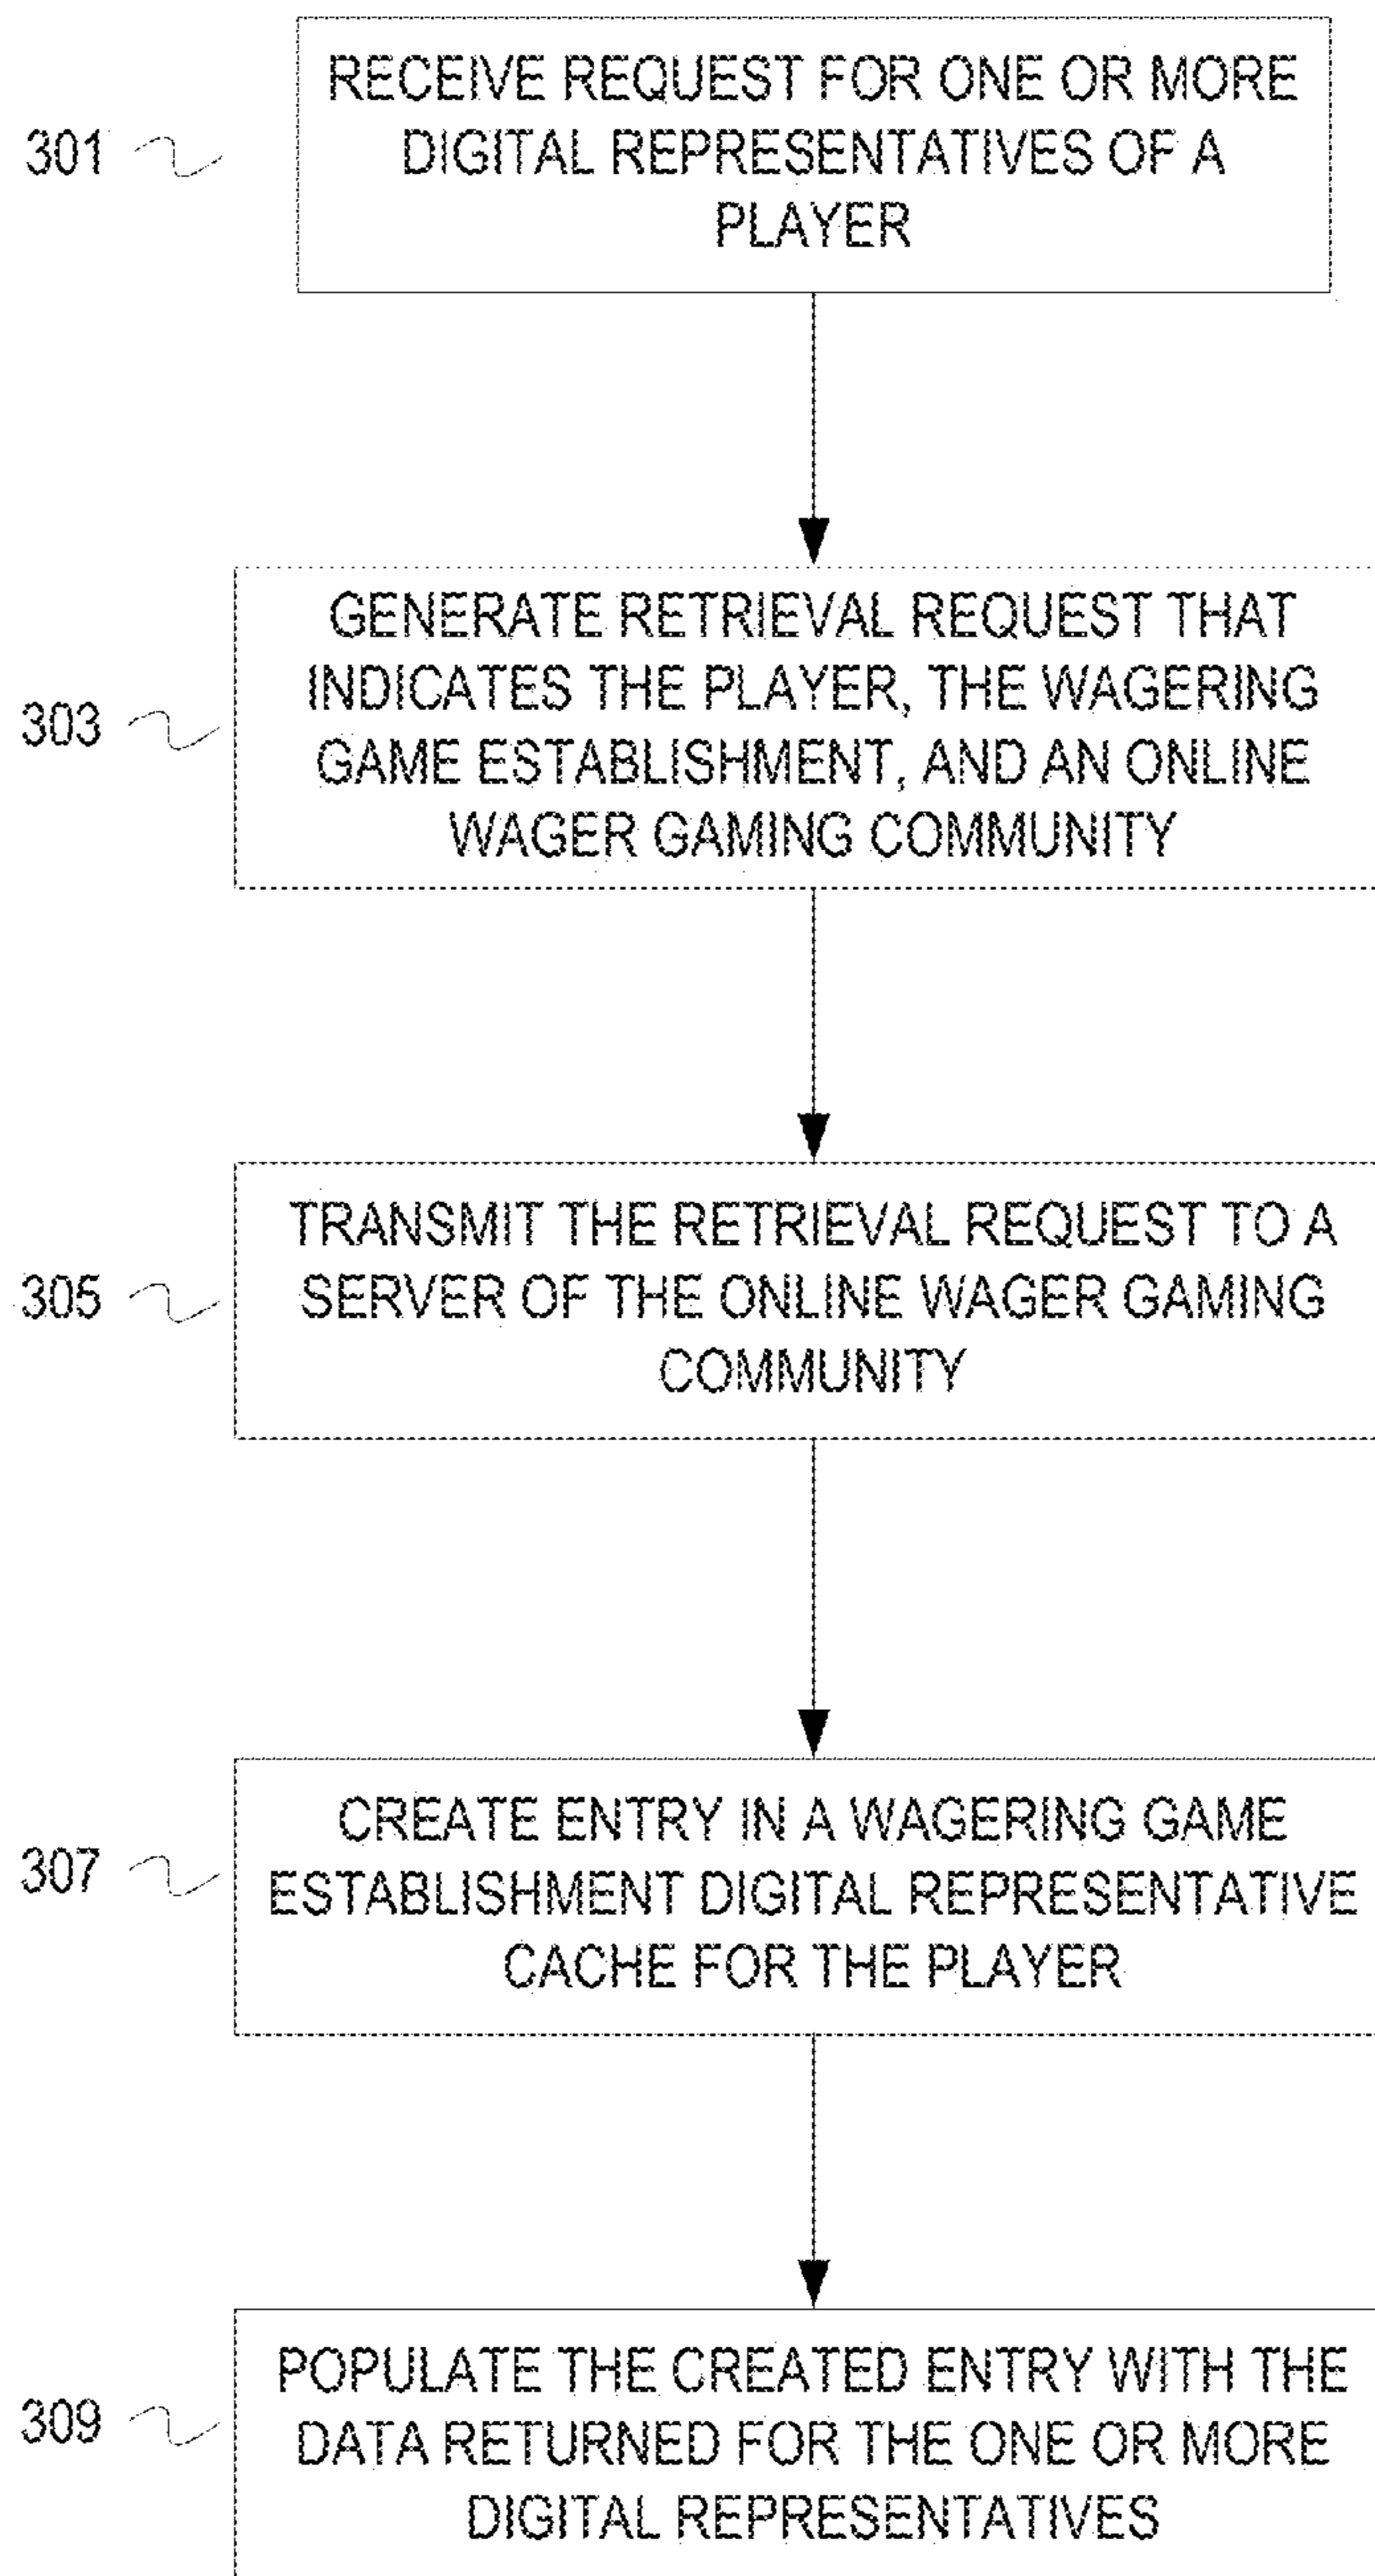 RECEIVE REQUEST FOR ONE OR MORE
DIGITAL REPRESENTATIVES OF A
PLAYER
301
GENERATE RETRIEVAL REQUEST THAT
INDICATES THE PLAYER, THE WAGERING
GAME ESTABLISHMENT, AND AN ONLINE
WAGER GAMING COMMUNITY
303
TRANSMIT THE RETRIEVAL REQUEST TO A
SERVER OF THE ONLINE WAGER GAMING
COMMUNITY
305
CREATE ENTRY IN A WAGERING GAME
ESTABLISHMENT DIGITAL REPRESENTATIVE
CACHE FOR THE PLAYER
307
POPULATE THE CREATED ENTRY WITH THE
DATA RETURNED FOR THE ONE OR MORE
DIGITAL REPRESENTATIVES
309